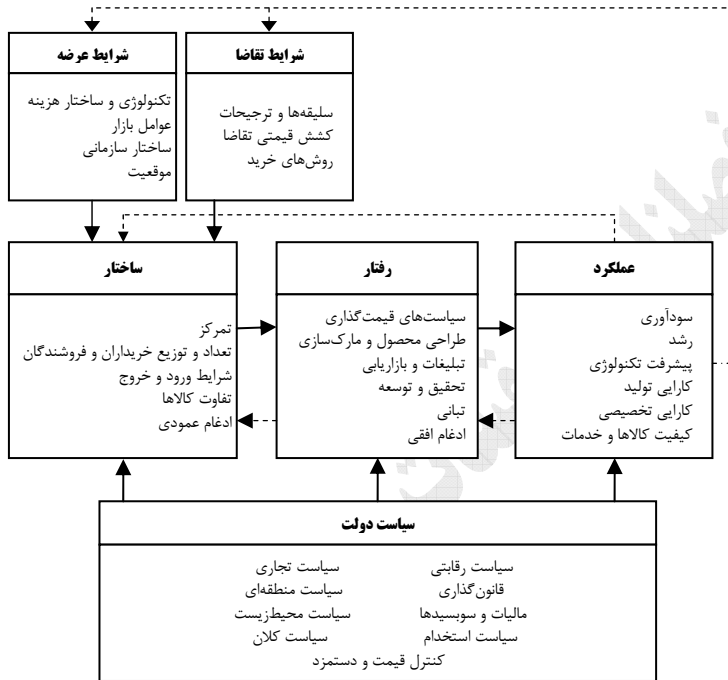 شرایط عرضه
تکنولوژی و ساختار هزینه
عوامل بازار
ساختار سازمانی
موقعیت
شرایط تقاضا
سلیقه‌ها و ترجیحات
کشش قیمتی تقاضا
روش‌های خرید
ساختار
تمرکز
تعداد و توزیع خریداران و فروشندگان
شرایط ورود و خروج
تفاوت کالاها
ادغام عمودی
رفتار
سیاست‌های قیمت‌گذاری
طراحی محصول و مارک‌سازی
تبلیغات و بازاریابی
تحقیق و توسعه
تبانی
ادغام افقی
عملکرد
سودآوری
رشد
پیشرفت تکنولوژی
کارایی تولید
کارایی تخصیصی
کیفیت کالاها و خدمات
سیاست دولت
سیاست رقابتی
قانون‌گذاری
مالیات و سوبسیدها
سیاست استخدام
سیاست تجاری
سیاست منطقه‌ای
سیاست محیط‌زیست
سیاست کلان
کنترل قیمت و دستمزد